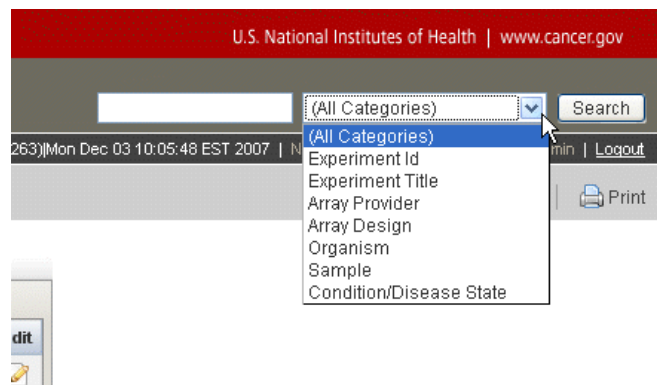 U.S. National Institutes of Health | www.cancer.gov
(All Categories) Search
(All Categories)
263)|Mon Dec 03 10:05:48 EST 2007 | N min | Logout
Experiment Id
Experiment Title
Print
Array Provider
Array Design
Organism
Sample
Condition/Disease State
dit